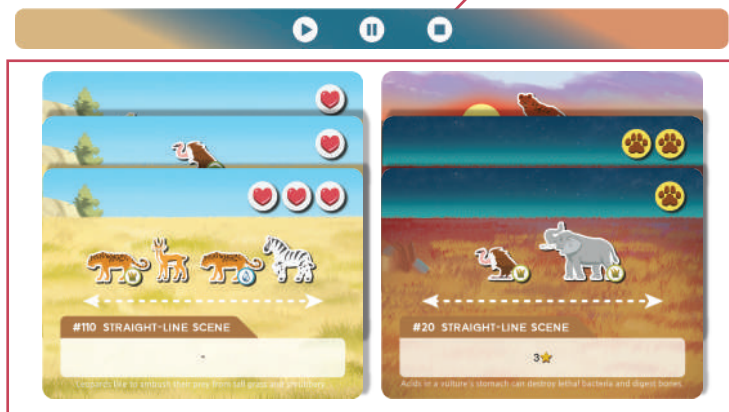 #110 STRAIGHT-LINE SCENE
-
Leopards like to ambush their prey from tall grass and shrubbery.
#20 STRAIGHT-LINE SCENE
3
Acids in a vulture's stomach can destroy lethal bacteria and digest bones.